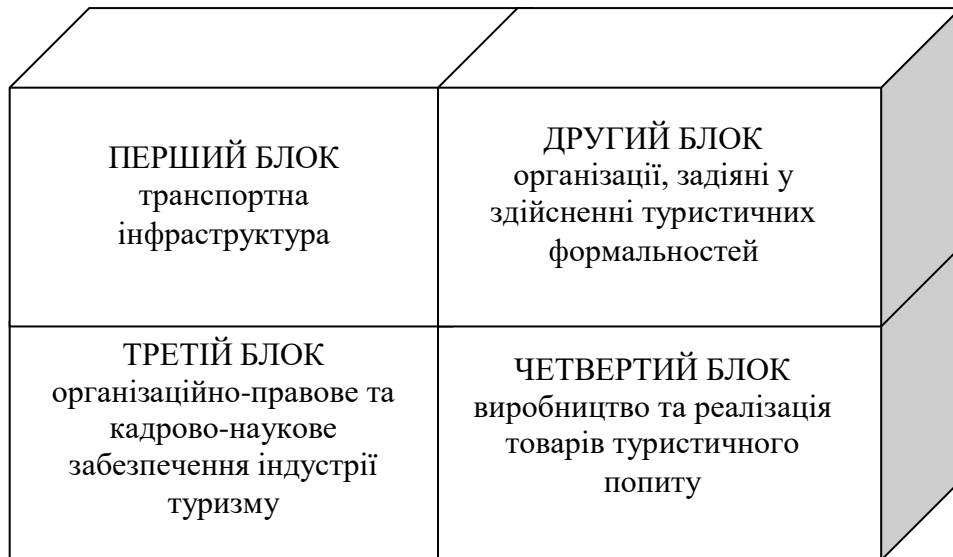 ПЕРШИЙ БЛОК
транспортна
інфраструктура
ДРУГИЙ БЛОК
організації, задіяні у
здійсненні туристичних
формальностей
ТРЕТІЙ БЛОК
організаційно-правове та
кадрово-наукове
забезпечення індустрії
туризму
ЧЕТВЕРТИЙ БЛОК
виробництво та реалізація
товарів туристичного
попиту